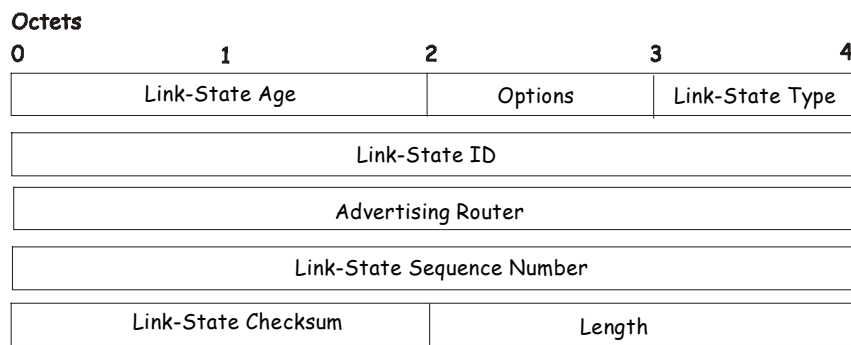 Octets
0 1 2 3 4
Link-State Age Options Link-State Type
Link-State ID
Advertising Router
Link-State Sequence Number
Link-State Checksum Length